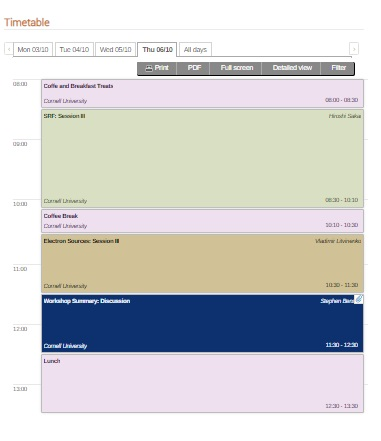 Timetable
Mon 03/10 Tue 04/10 Wed 05/10 Thu 06/10 All days
Print PDF Full screen Detailed view Filter
08:00
Coffe and Breakfast Treats
Cornell University 08:00 - 08:30
SRF: Session III Hiroshi Sakai
09:00
10:00
Cornell University 08:30 - 10:10
Coffee Break
Cornell University 10:10 - 10:30
Electron Sources: Session III Vladimir Litvinenko
11:00
Cornell University 10:30 - 11:30
Workshop Summary: Discussion Stephen
12:00
Cornell University 11:30 - 12:30
Lunch
13:00
12:30 - 13:30